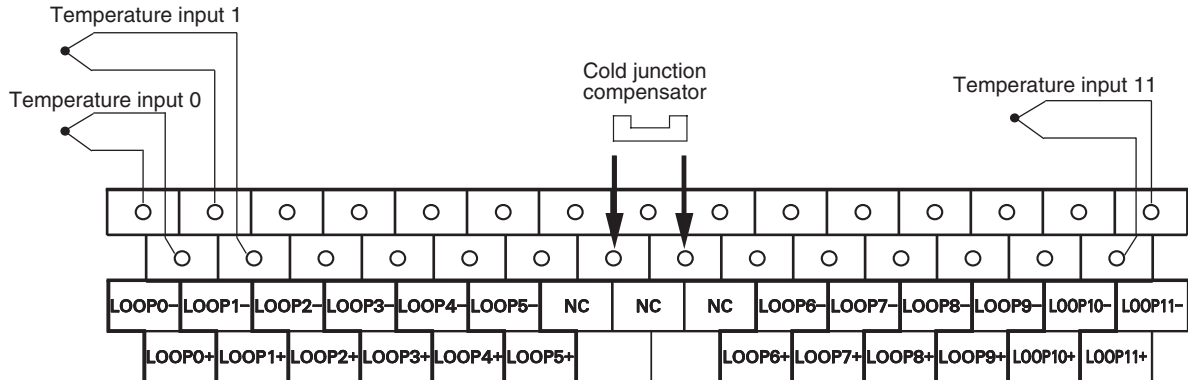 Temperature input 1
Cold junction
compensator
Temperature input 11
Temperature input 0
LOOP0- LOOP1- LOOP2- LOOP3- LOOP4- LOOP5- NC NC NC LOOP6- LOOP7- LOOP8- LOOP9- LOOP10- LOOP11-
LOOP0+ LOOP1+ LOOP2+ LOOP3+ LOOP4+ LOOP5+ LOOP6+ LOOP7+ LOOP8+ LOOP9+ LOOP10+ LOOP11+